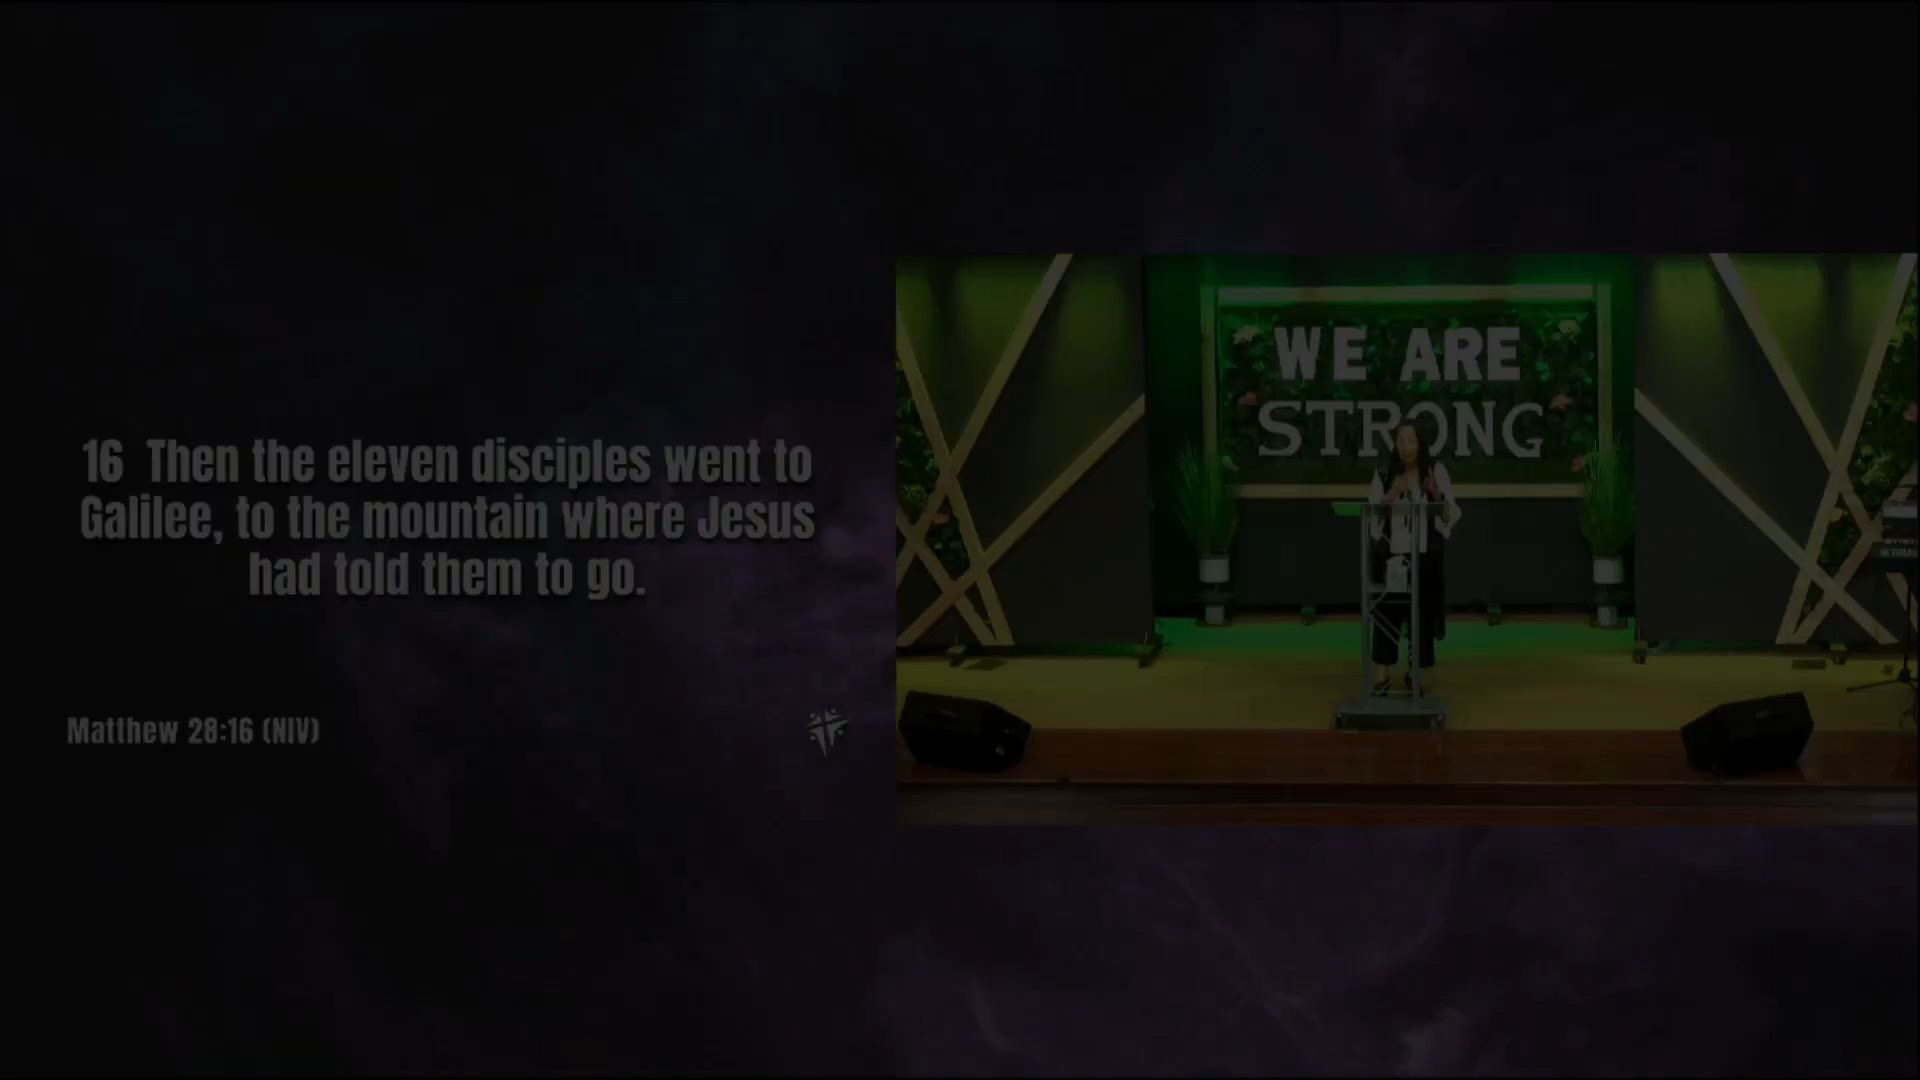 16 Then the eleven disciples went to
Galilee, to the mountain where Jesus
had told them to go.
Matthew 28:16 (NIV)
WE ARE
STRONG